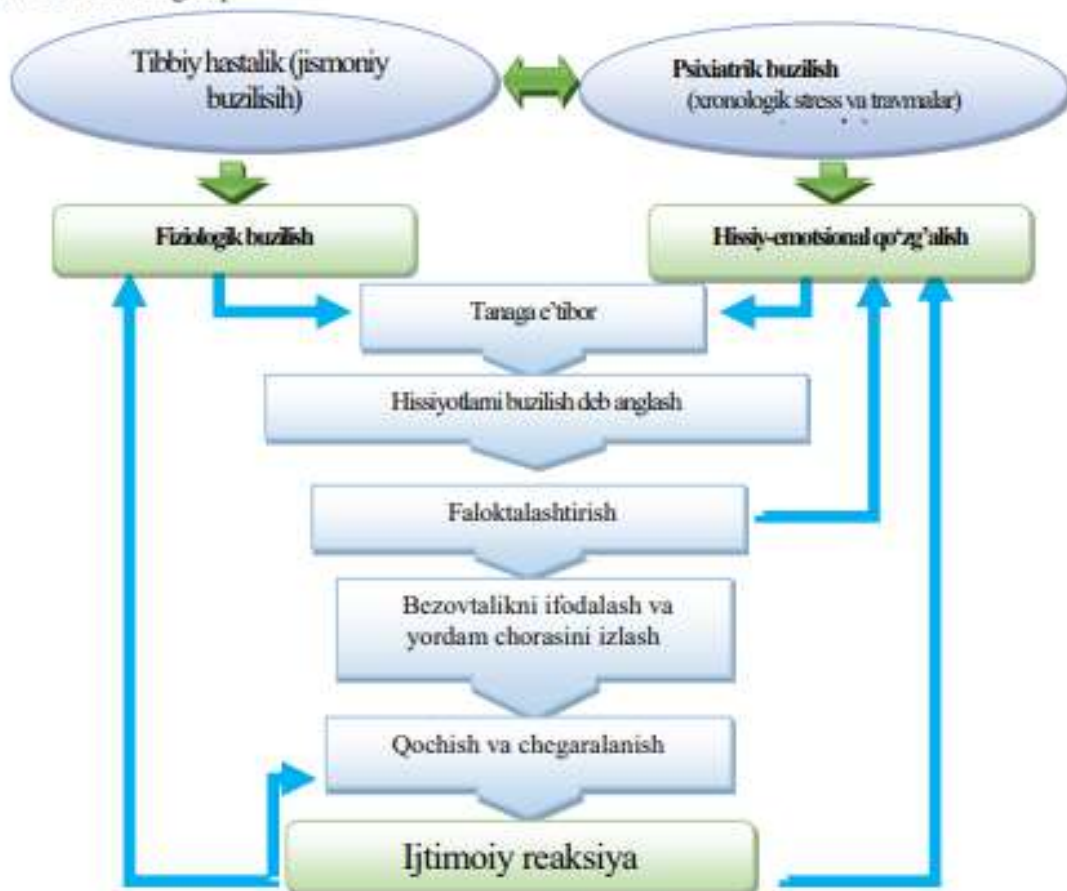 Tibbiy hastalik (jismoniy
buzilisih)
Psixiatrik buzilish
(xronologik stress va travmalar)
Fiziologik buzilish
Hissiy-emotsional qo‘zg’alish
Tanaga e’tibor
Hissiyotlarni buzilish deb anglash
Faloktalashtirish
Bezovtalikni ifodalash va
yordam chorasini izlash
Qochish va chegaralanish
Ijtimoiy reaksiya